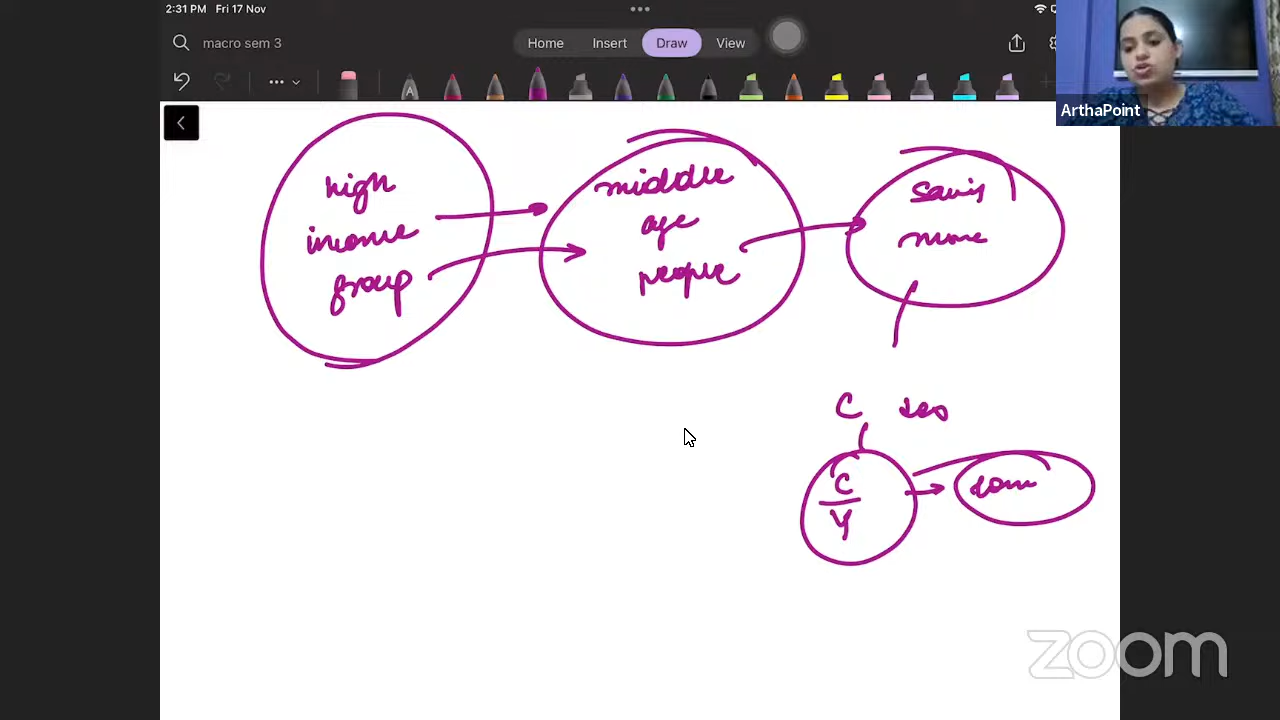 2:31 PM Fri 17 Nov
macro sem 3
Home Insert Draw View
A
ArthaPoint
high
income
group
middle
age
people
more
C less
C
Y
zoom